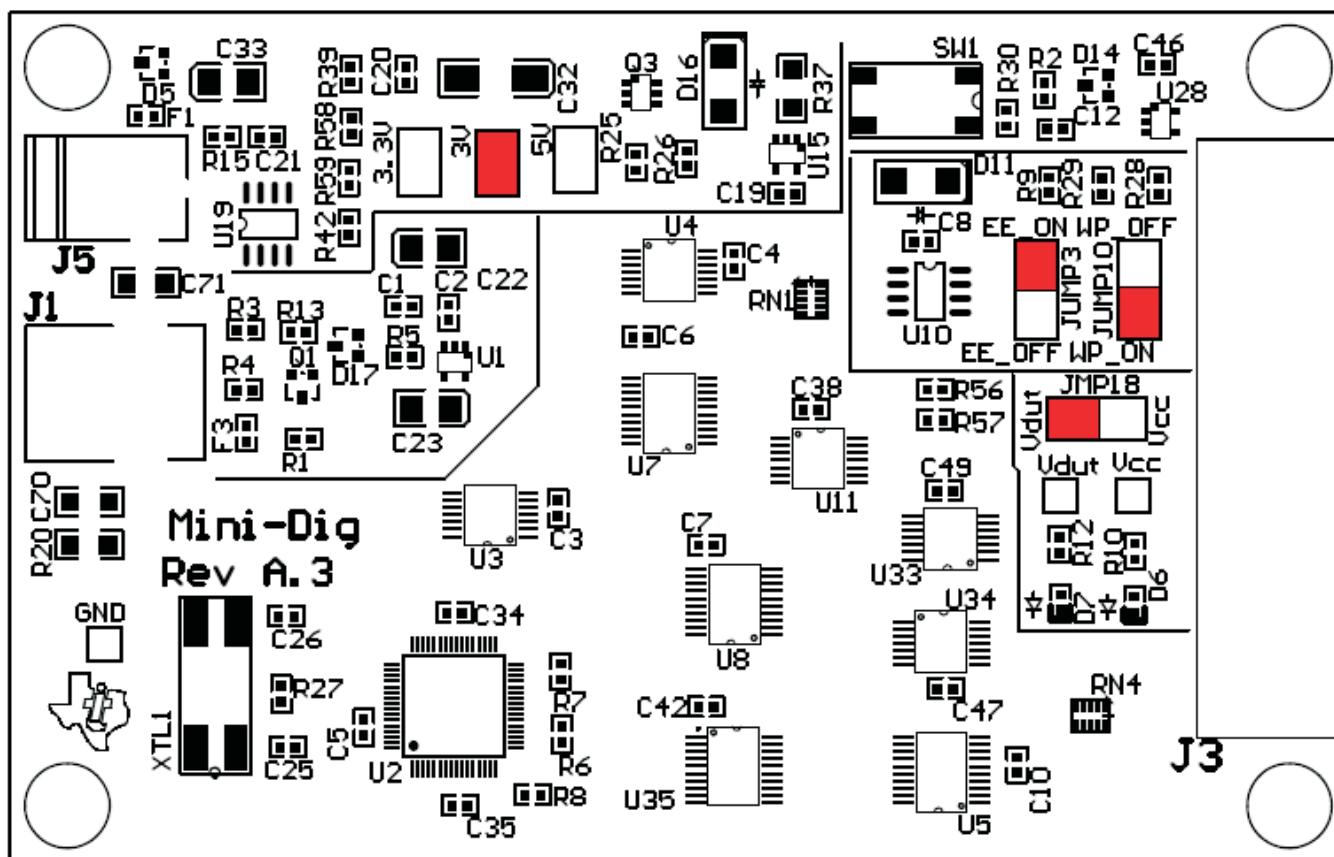 C33
D5
F1
R39
C20
C32
Q3
D16
R37
SW1
R30
R2
D14
C46
U28
C12
R58
3.3V
3V
5V
R25
R26
U15
R15
C21
R59
C19
D11
R9
R29
R28
U19
R42
J5
U4
C4
C8
EE_ON
WP_OFF
C71
C1
C2
C22
RN1
U10
JUMP3
JUMP10
J1
R3
R13
C6
EE_OFF
WP_ON
R4
Q1
D17
R5
U1
C38
R56
JMP18
Vdut
Vcc
F3
R1
C23
U7
R57
Vdut
Vcc
C49
U11
C70
R20
Mini-Dig
Rev A.3
U3
C3
C7
U33
R12
R10
D7
D6
GND
C26
C34
U34
U8
R27
R7
C42
C47
RN4
XTL1
C25
C5
U2
R6
R8
C35
U35
U5
C10
J3